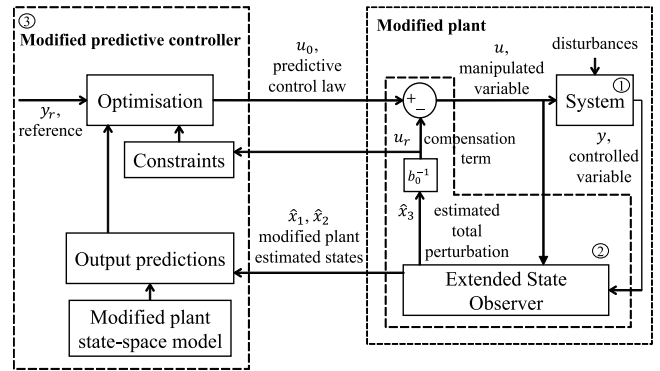 ③
Modified predictive controller
Optimisation
y_r,
reference
Constraints
Output predictions
Modified plant
state-space model
u_0,
predictive
control law
x̂_1, x̂_2
modified plant
estimated states
Modified plant
u,
manipulated
variable
disturbances
①
System
+
−
y,
controlled
variable
u_r compensation
term
b_0^{-1}
x̂_3
estimated
total
perturbation
②
Extended State
Observer